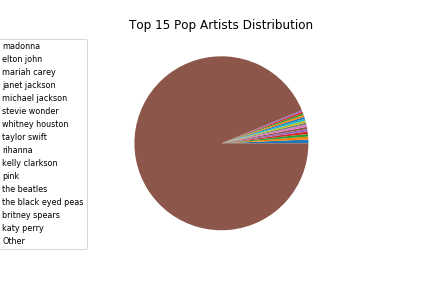 Top 15 Pop Artists Distribution
madonna
elton john
mariah carey
janet jackson
michael jackson
stevie wonder
whitney houston
taylor swift
rihanna
kelly clarkson
pink
the beatles
the black eyed peas
britney spears
katy perry
Other